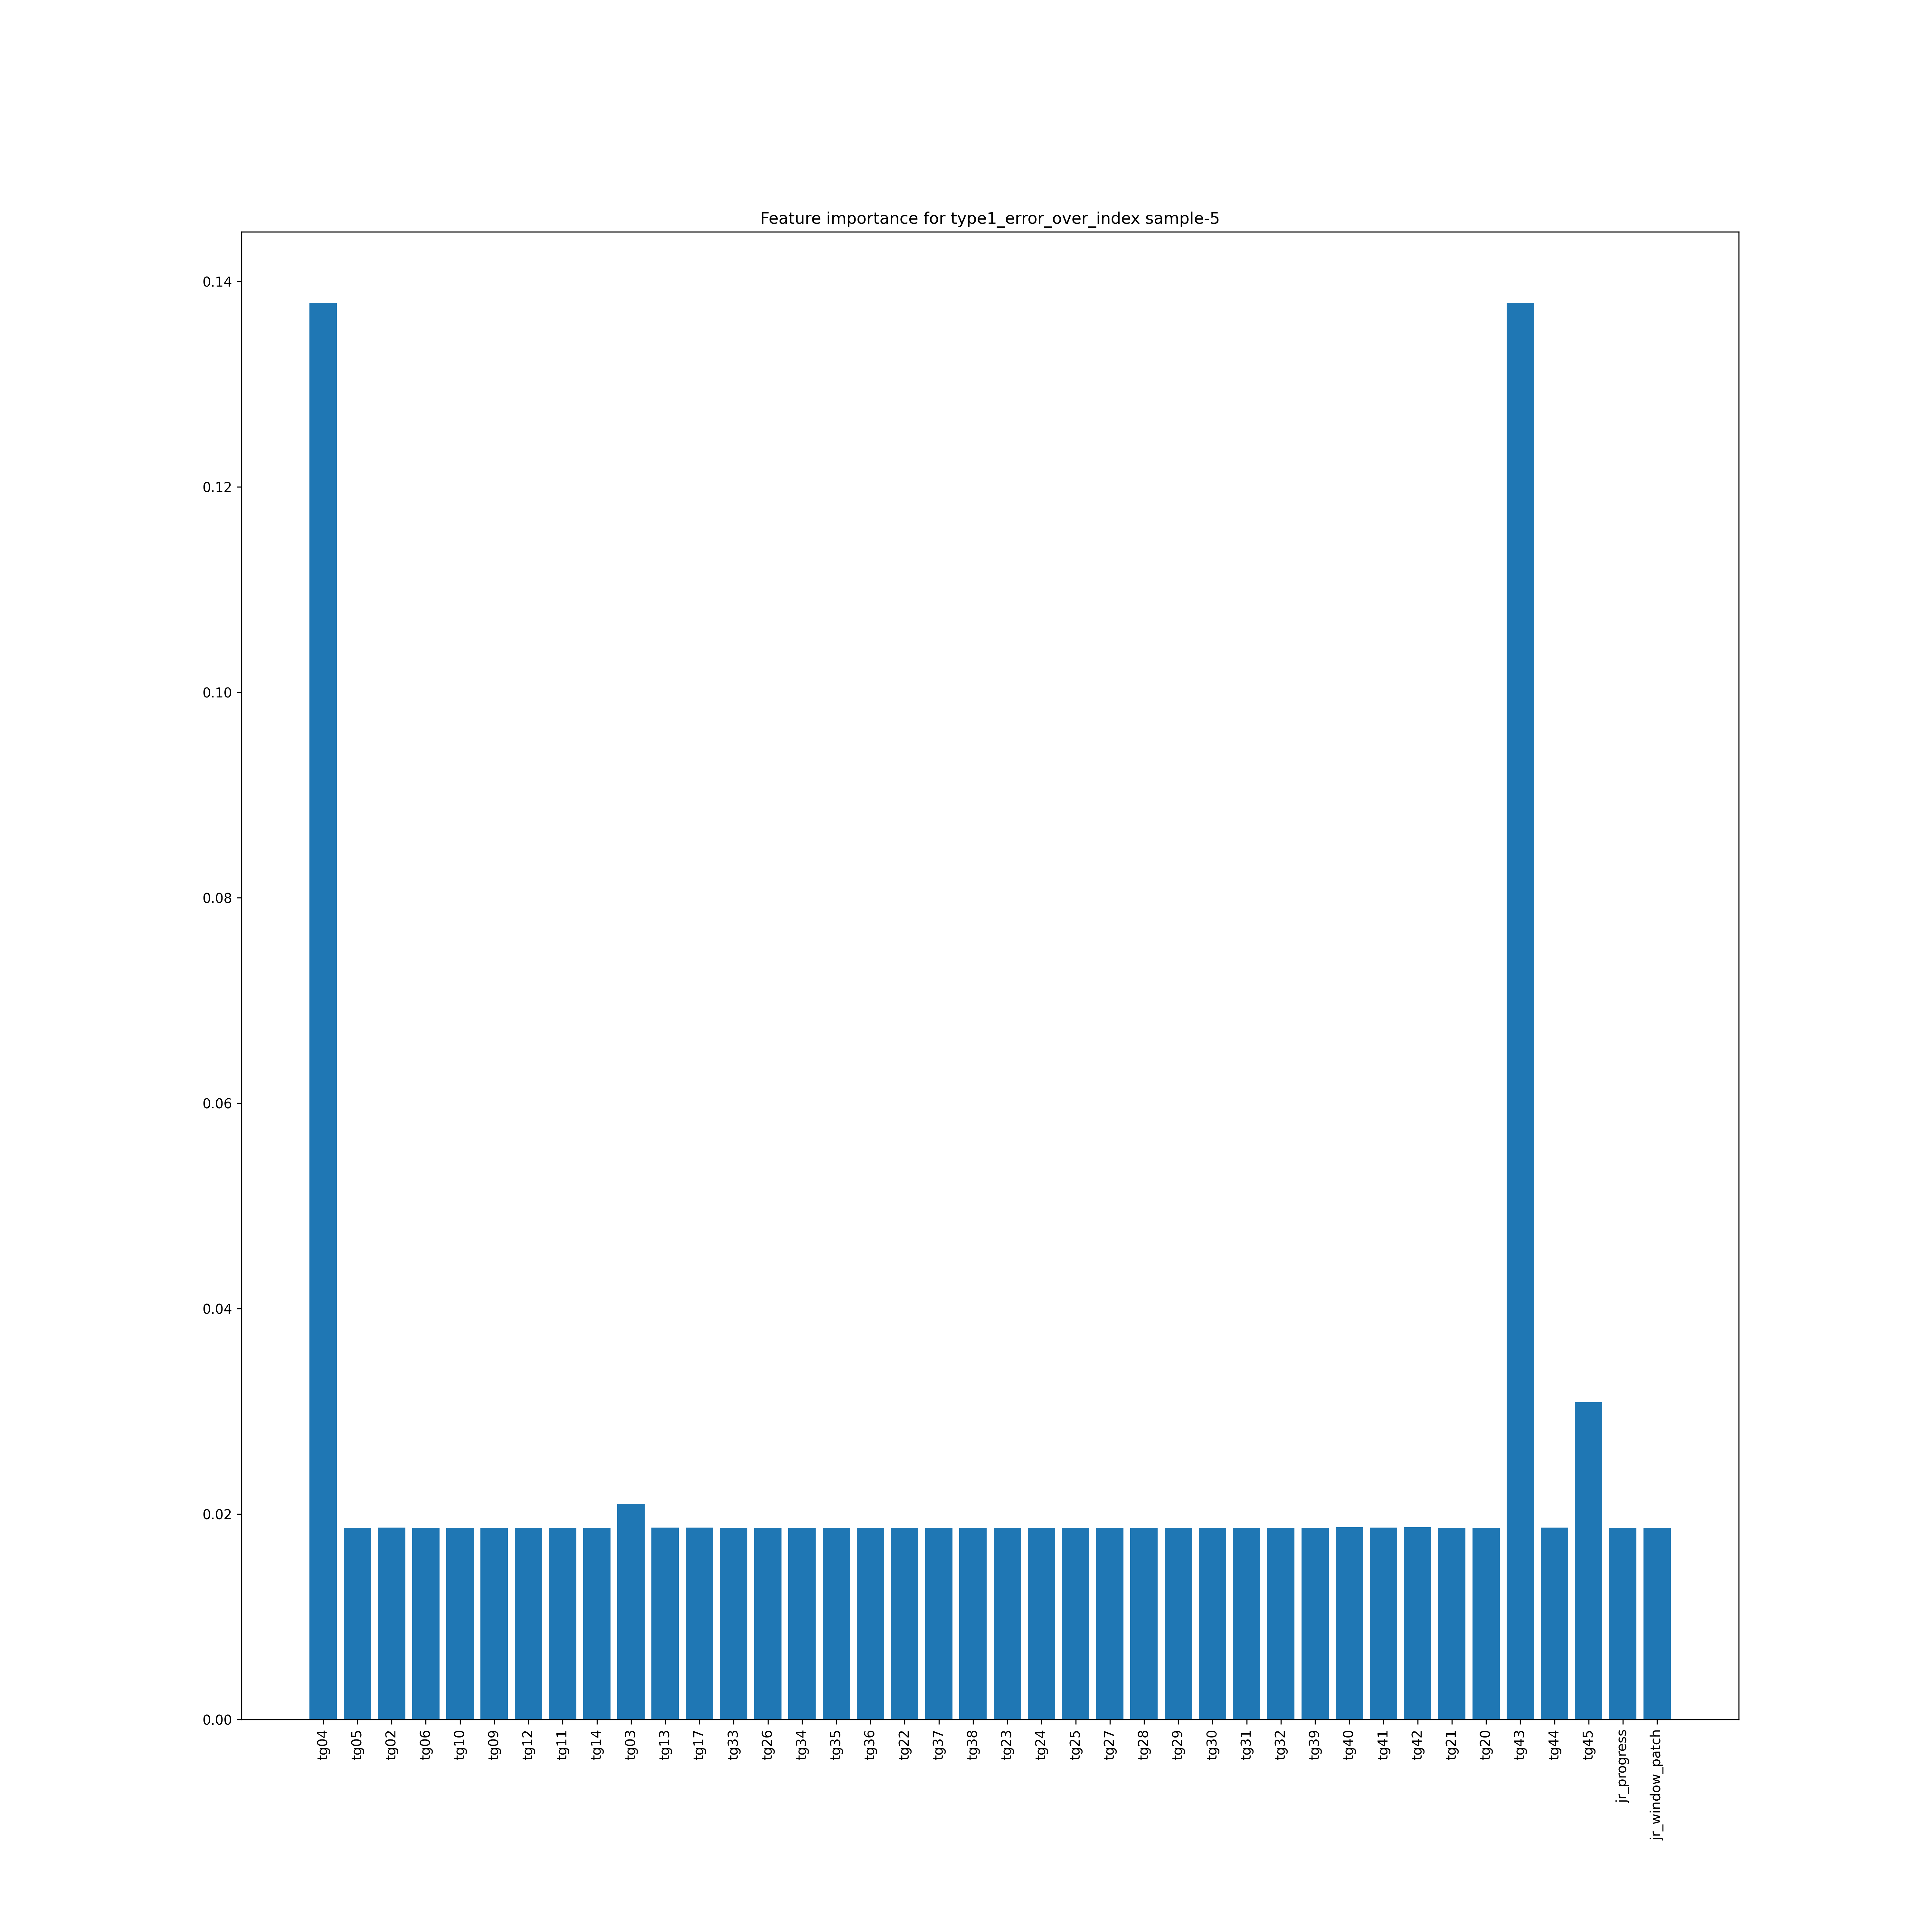 Feature importance for type1_error_over_index sample-5
0.14
0.12
0.10
0.08
0.06
0.04
0.02
0.00
tg04
tg05
tg02
tg06
tg10
tg09
tg12
tg11
tg14
tg03
tg13
tg17
tg33
tg26
tg34
tg35
tg36
tg22
tg37
tg38
tg23
tg24
tg25
tg27
tg28
tg29
tg30
tg31
tg32
tg39
tg40
tg41
tg42
tg21
tg20
tg43
tg44
tg45
jr_progress
jr_window_patch